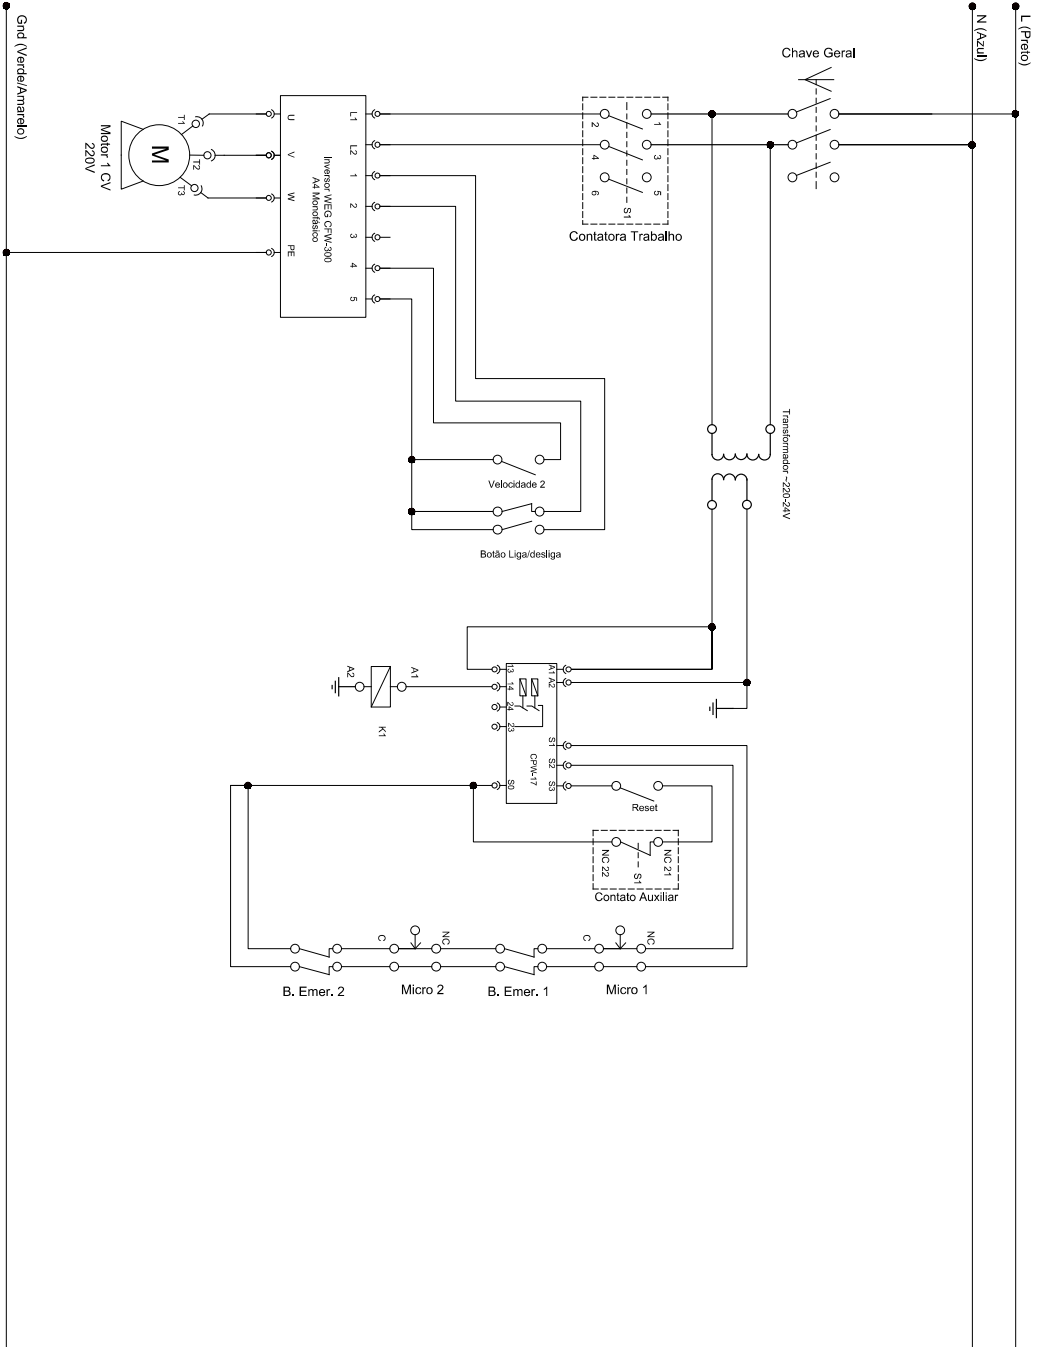 L (Preto)
N (Azul)
Gnd (Verde/Amarelo)
Chave Geral
T1
T2
T3
M
Motor 1 CV
220V
U
V
W
PE
Inversor WEG CFW-300
A4 Monofásico
L1
L2
1
2
3
4
5
1
2
3
4
5
6
S1
Contatora Trabalho
Transformador ~220-24V
Velocidade 2
Botão Liga/desliga
A1
A2
13
14
24
23
S1
S2
S3
S0
CPW-17
A1
A2
K1
Reset
NC 21
NC 22
S1
Contato Auxiliar
NC
C
NC
C
B. Emer. 2
Micro 2
B. Emer. 1
Micro 1